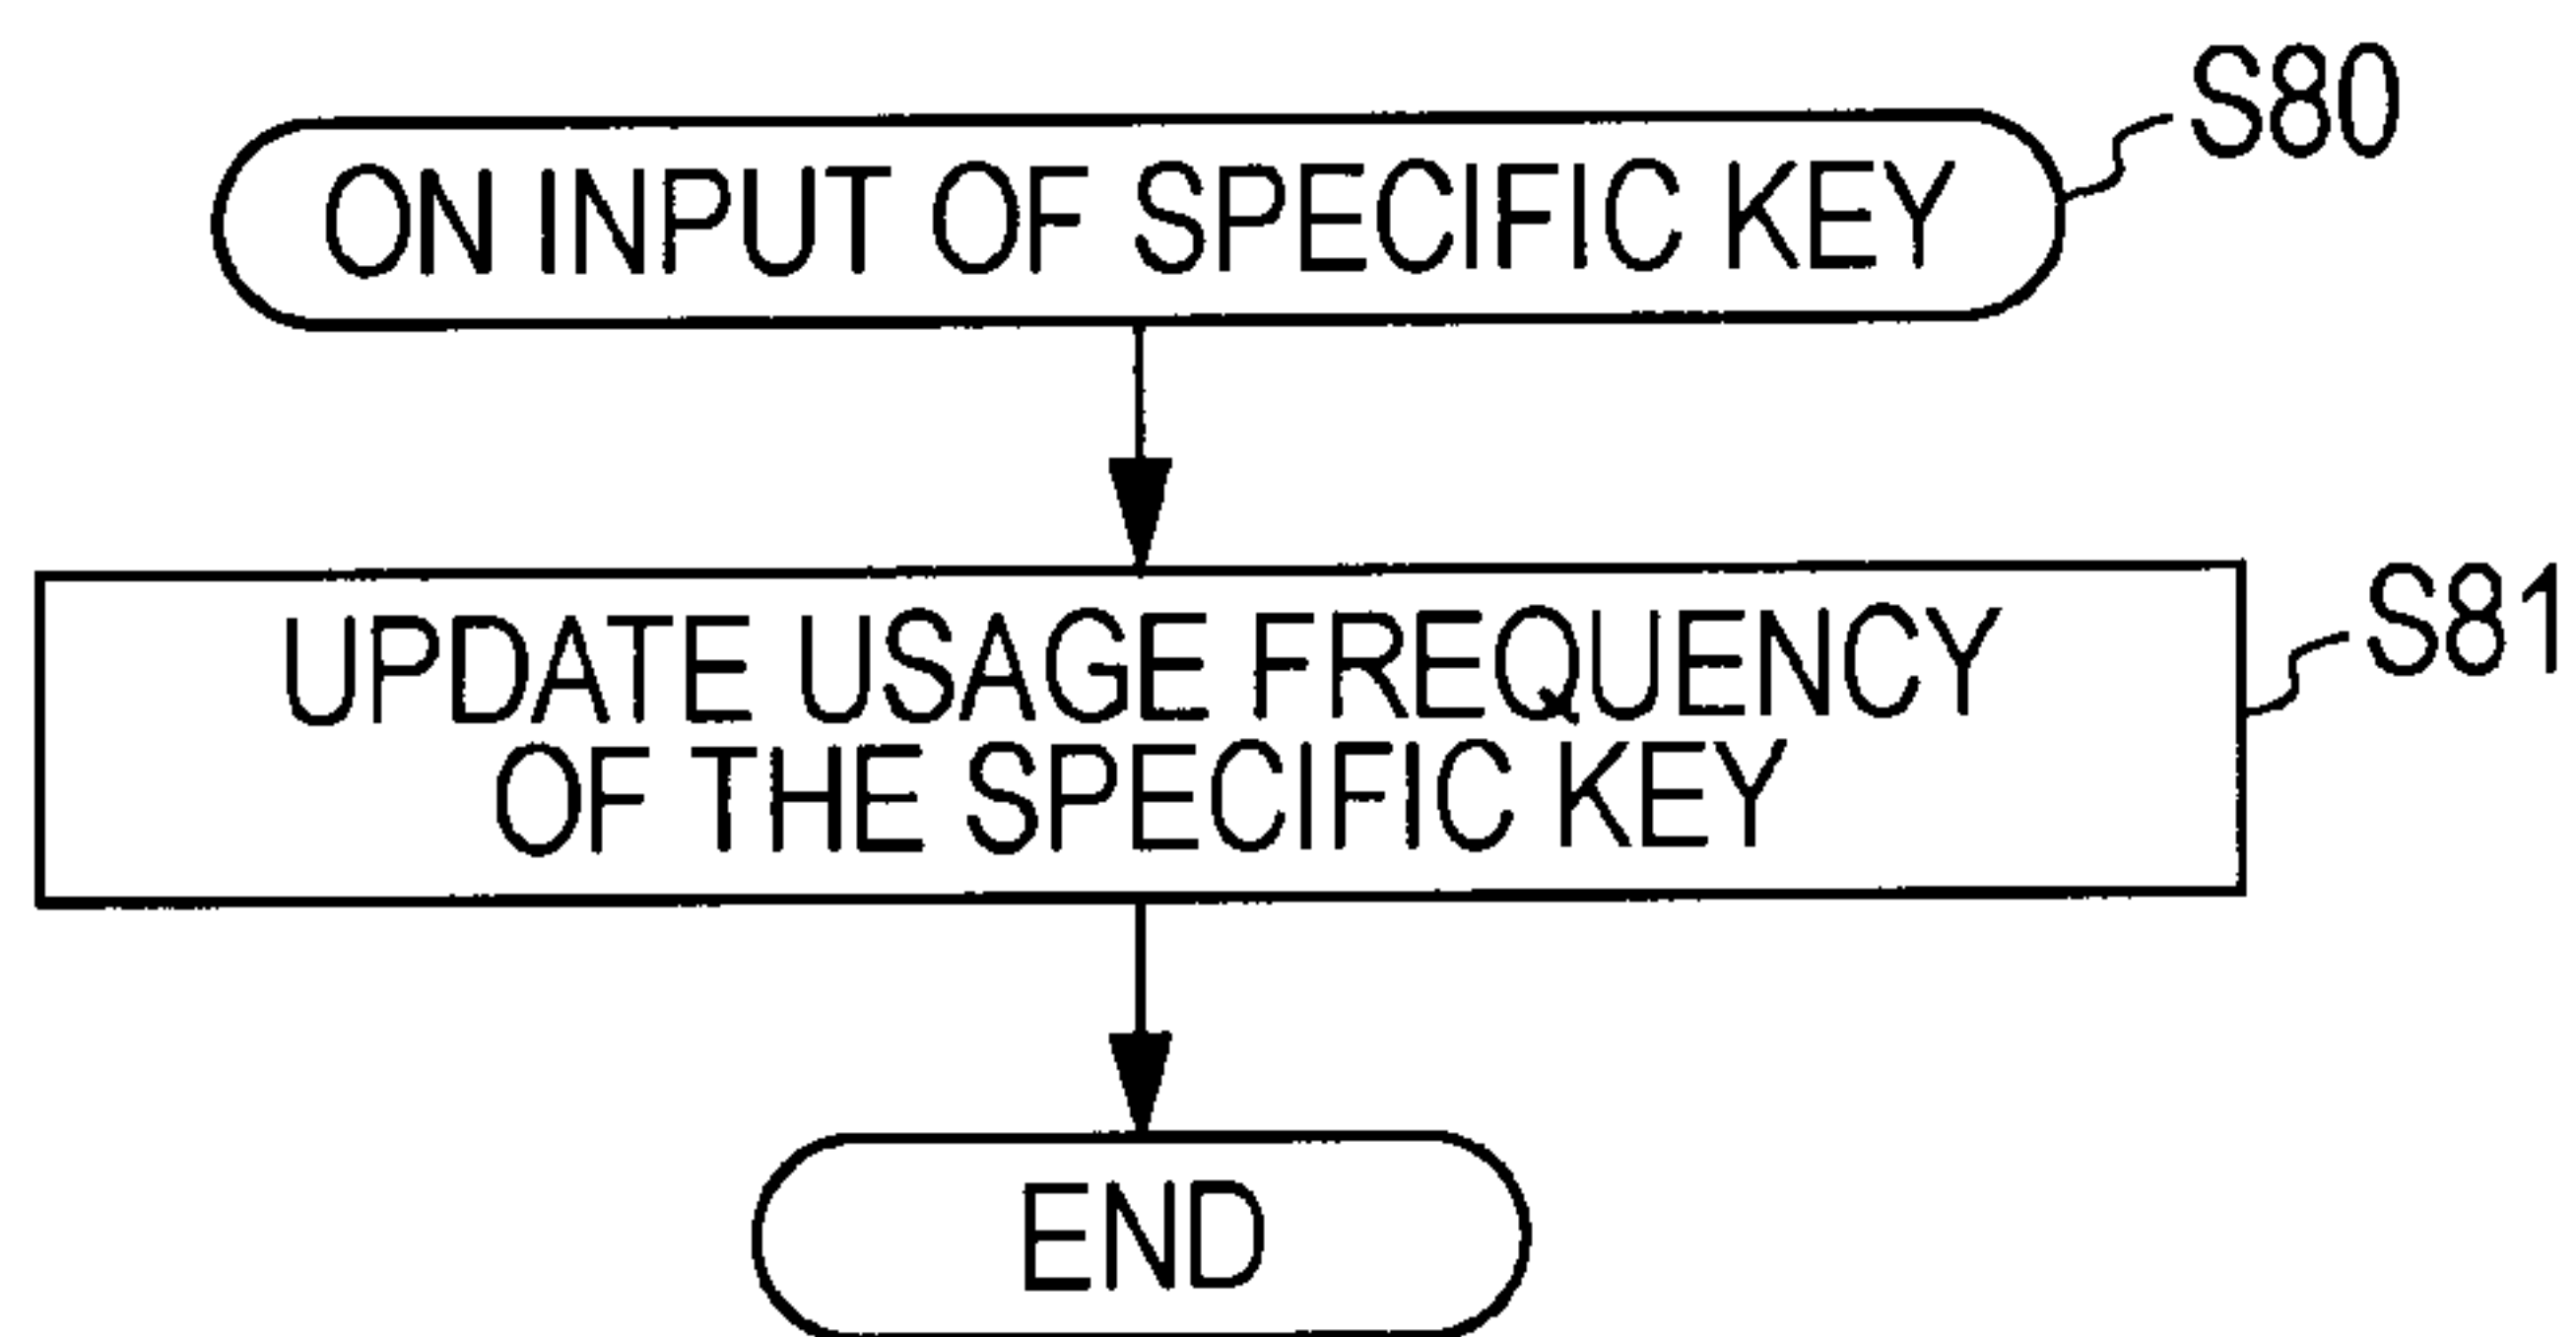 S80
ON INPUT OF SPECIFIC KEY
S81
UPDATE USAGE FREQUENCY
OF THE SPECIFIC KEY
END